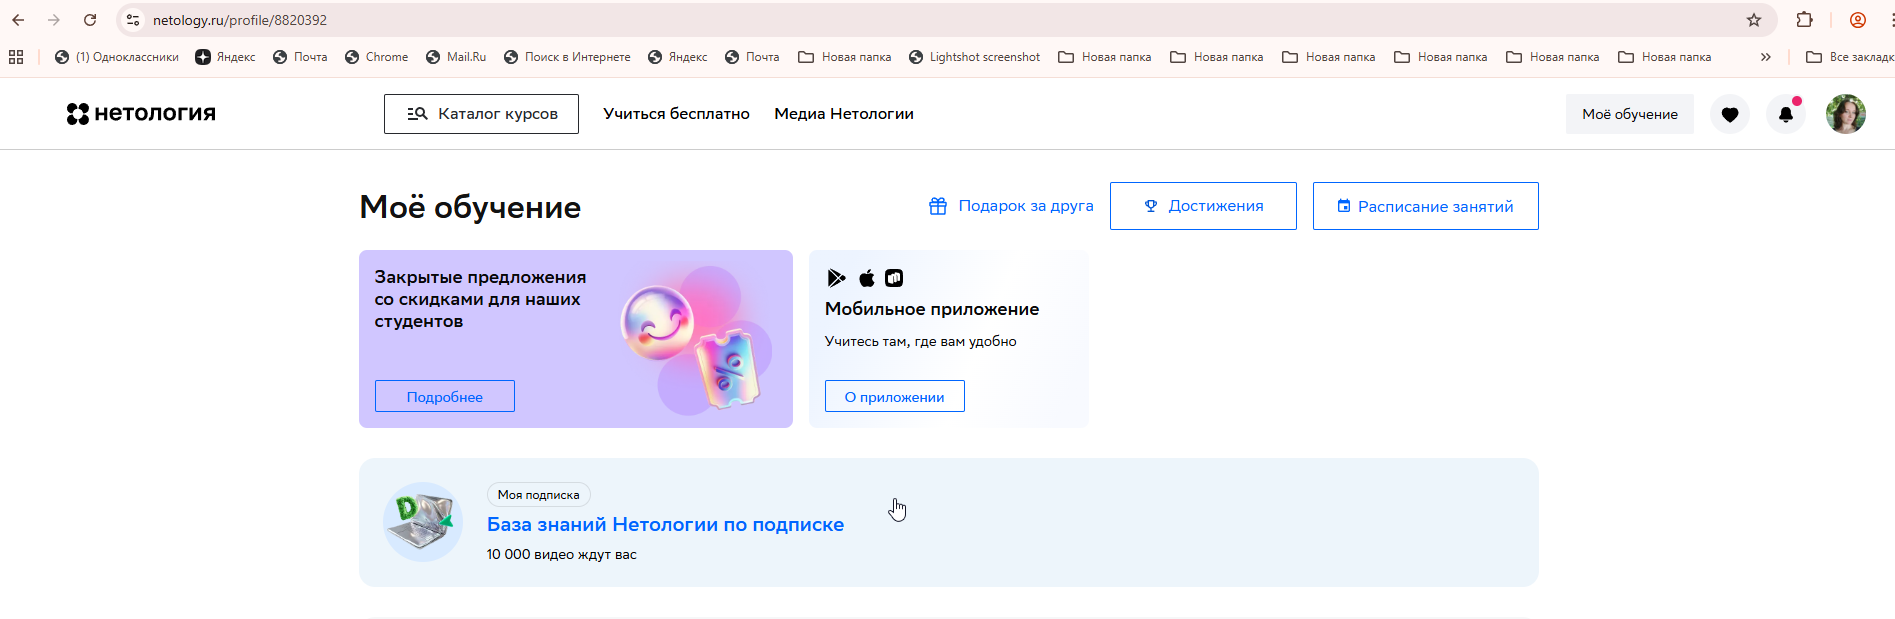 netology.ru/profile/8820392
(1) Одноклассники Яндекс Почта Chrome Mail.Ru Поиск в Интернете Яндекс Почта Новая папка Lightshot screenshot Новая папка Новая папка Новая папка Новая папка Новая папка Новая папка » Все закладк
нетология Каталог курсов Учиться бесплатно Медиа Нетологии Моё обучение
Моё обучение Подарок за друга Достижения Расписание занятий
Закрытые предложения
со скидками для наших
студентов
%
Подробнее
Мобильное приложение
Учитесь там, где вам удобно
О приложении
D
Моя подписка
База знаний Нетологии по подписке
10 000 видео ждут вас